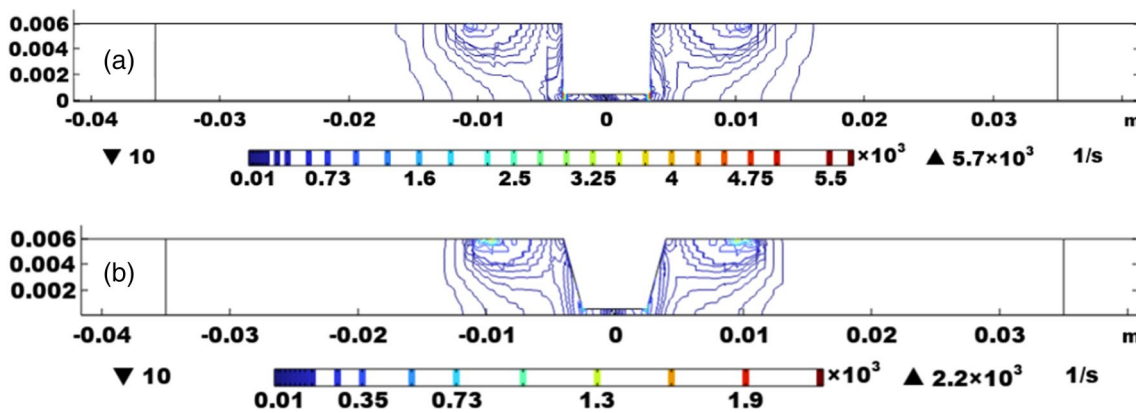 0.006
0.004
0.002
0
(a)
-0.04 -0.03 -0.02 -0.01 0 0.01 0.02 0.03 m
▼ 10 ×10³ ▲ 5.7×10³ 1/s
0.01 0.73 1.6 2.5 3.25 4 4.75 5.5
0.006
0.004
0.002
(b)
-0.04 -0.03 -0.02 -0.01 0 0.01 0.02 0.03 m
▼ 10 ×10³ ▲ 2.2×10³ 1/s
0.01 0.35 0.73 1.3 1.9